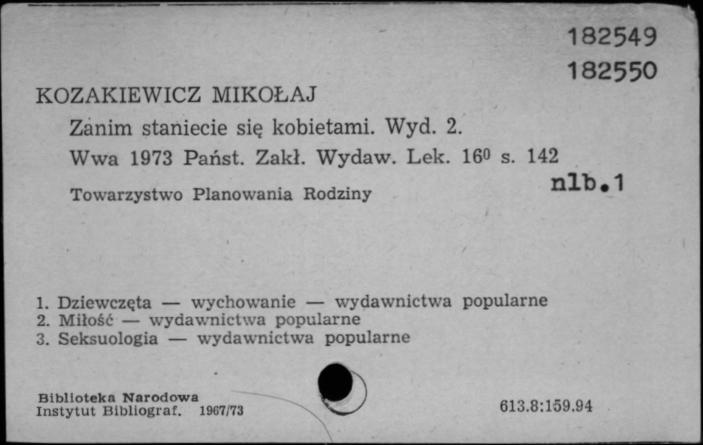 182549
182550
KOZAKIEWICZ MIKOŁAJ
Zanim staniecie się kobietami. Wyd. 2.
Wwa 1973 Państ. Zakł. Wydaw. Lek. 16⁰ s. 142
nlb.1
Towarzystwo Planowania Rodziny
1. Dziewczęta — wychowanie — wydawnictwa popularne
2. Miłość — wydawnictwa popularne
3. Seksuologia — wydawnictwa popularne
Biblioteka Narodowa
Instytut Bibliograf. 1967/73
613.8:159.94